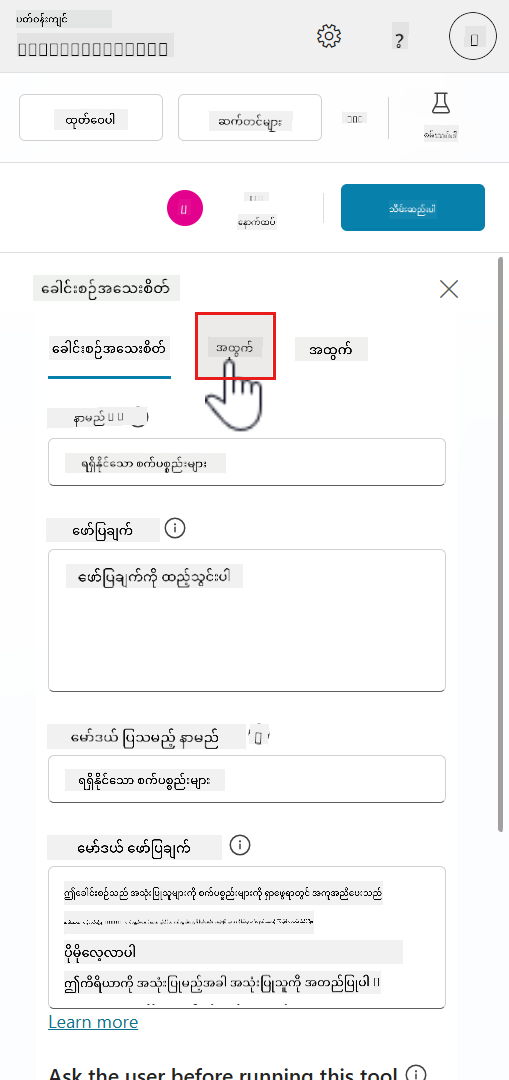 ပတ်ဝန်းကျင်
?
ထုတ်ဝေပါ
ဆက်တင်များ
စမ်းသပ်ပါ
နောက်ထပ်
သိမ်းဆည်းပါ
ခေါင်းစဉ်အသေးစိတ်
ခေါင်းစဉ်အသေးစိတ်
အထွက်
အထွက်
နာမည်
ရရှိနိုင်သော စက်ပစ္စည်းများ
ဖော်ပြချက်
ဖော်ပြချက်ကို ထည့်သွင်းပါ
မော်ဒယ် ပြသမည့် နာမည်
ရရှိနိုင်သော စက်ပစ္စည်းများ
မော်ဒယ် ဖော်ပြချက်
ဤခေါင်းစဉ်သည် အသုံးပြုသူများကို စက်ပစ္စည်းများကို ရှာဖွေရာတွင် အကူအညီပေးသည်
ပိုမိုလေ့လာပါ
ဤကိရိယာကို အသုံးပြုမည့်အခါ အသုံးပြုသူကို အတည်ပြုပါ ။
Learn more
Ask the user before running this tool